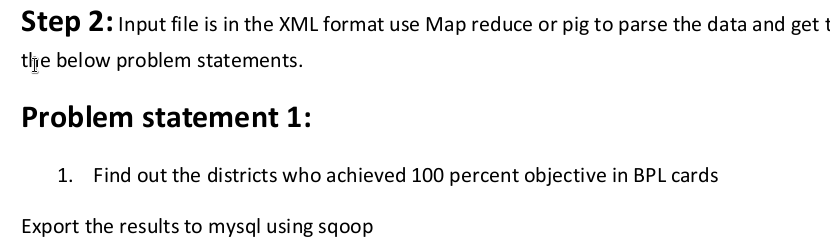 Step 2: Input file is in the XML format use Map reduce or pig to parse the data and get
the below problem statements.
Problem statement 1:
1. Find out the districts who achieved 100 percent objective in BPL cards
Export the results to mysql using sqoop